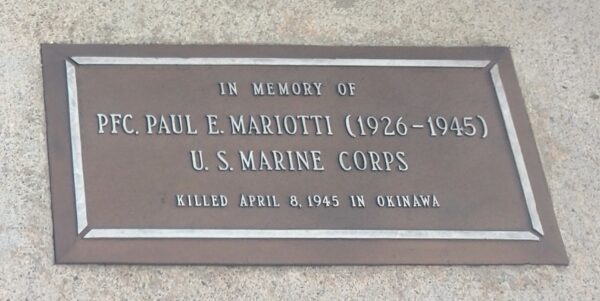 IN MEMORY OF
PFC. PAUL E. MARIOTTI (1926-1945)
U. S. MARINE CORPS
KILLED APRIL 8, 1945 IN OKINAWA